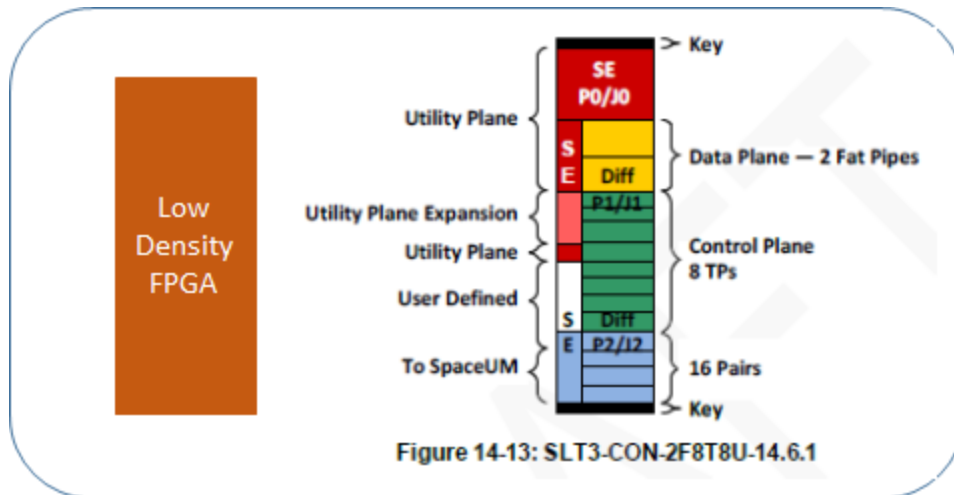 Low
Density
FPGA
Key
SE
P0/J0
Utility Plane
S
E
Diff
Data Plane — 2 Fat Pipes
P1/J1
Utility Plane Expansion
Utility Plane
Control Plane
8 TPs
User Defined
S
Diff
E
P2/J2
To SpaceUM
16 Pairs
Key
Figure 14-13: SLT3-CON-2F8T8U-14.6.1